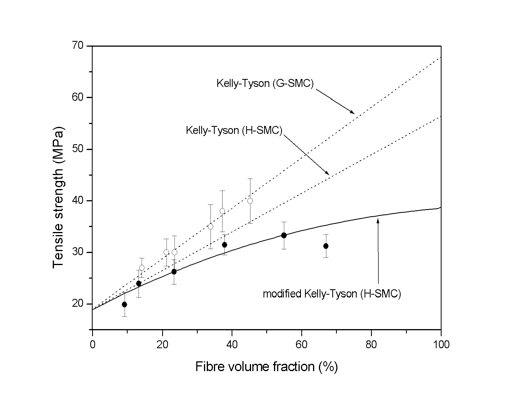 70
60
50
40
30
20
0
20
40
60
80
100
Tensile strength (MPa)
Fibre volume fraction (%)
Kelly-Tyson (G-SMC)
Kelly-Tyson (H-SMC)
modified Kelly-Tyson (H-SMC)